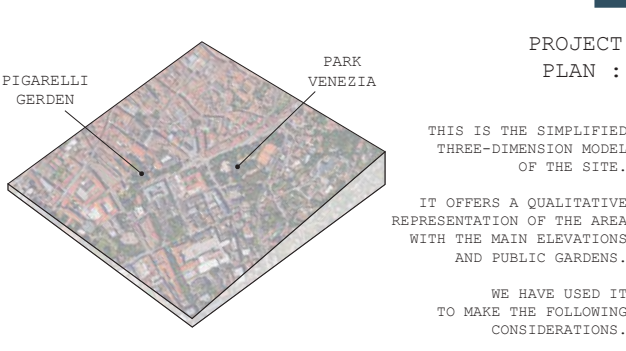 PROJECT
PLAN :
PIGARELLI
GERDEN
PARK
VENEZIA
THIS IS THE SIMPLIFIED
THREE-DIMENSION MODEL
OF THE SITE.
IT OFFERS A QUALITATIVE
REPRESENTATION OF THE AREA
WITH THE MAIN ELEVATIONS
AND PUBLIC GARDENS.
WE HAVE USED IT
TO MAKE THE FOLLOWING
CONSIDERATIONS.